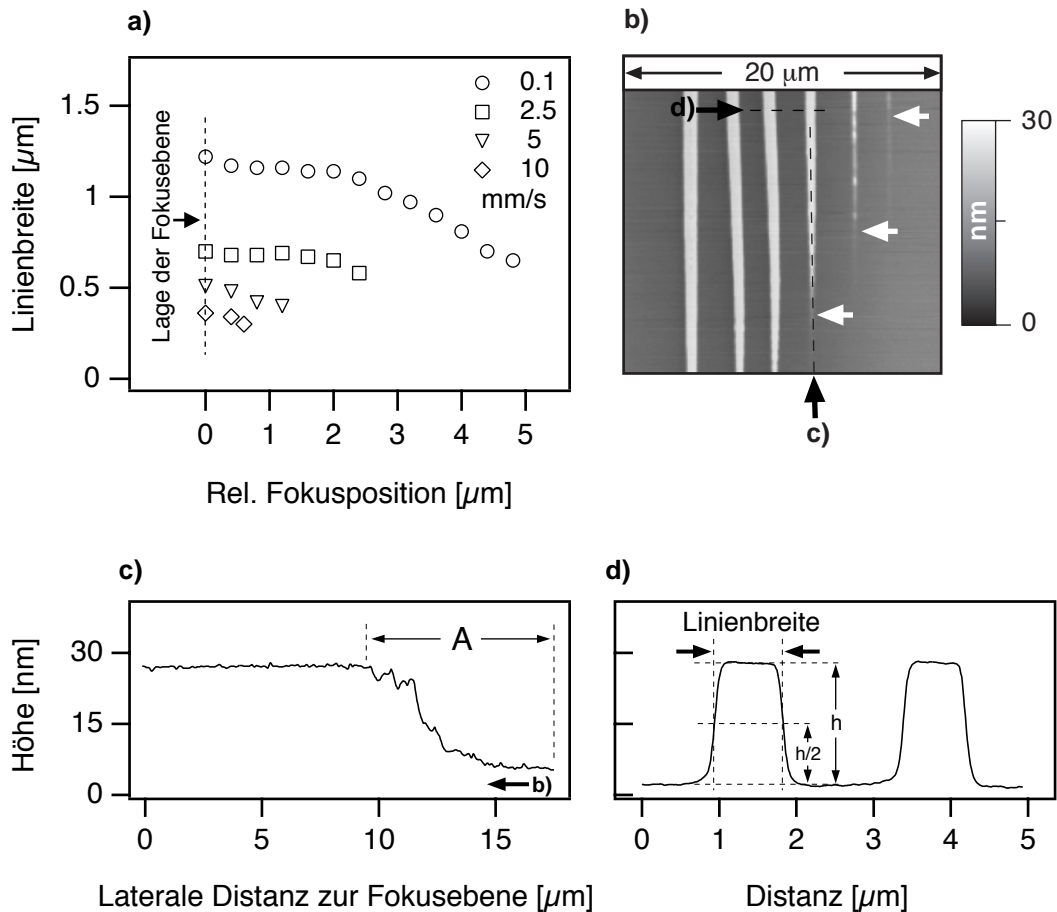 a)
Linienbreite [µm]
1.5
1
0.5
0
Lage der Fokusebene
0.1
2.5
5
10
mm/s
0 1 2 3 4 5
Rel. Fokusposition [µm]
b)
20 µm
d)
c)
30
nm
0
c)
Höhe [nm]
30
15
0
A
b)
0 5 10 15
Laterale Distanz zur Fokusebene [µm]
d)
Linienbreite
h
h/2
0 1 2 3 4 5
Distanz [µm]